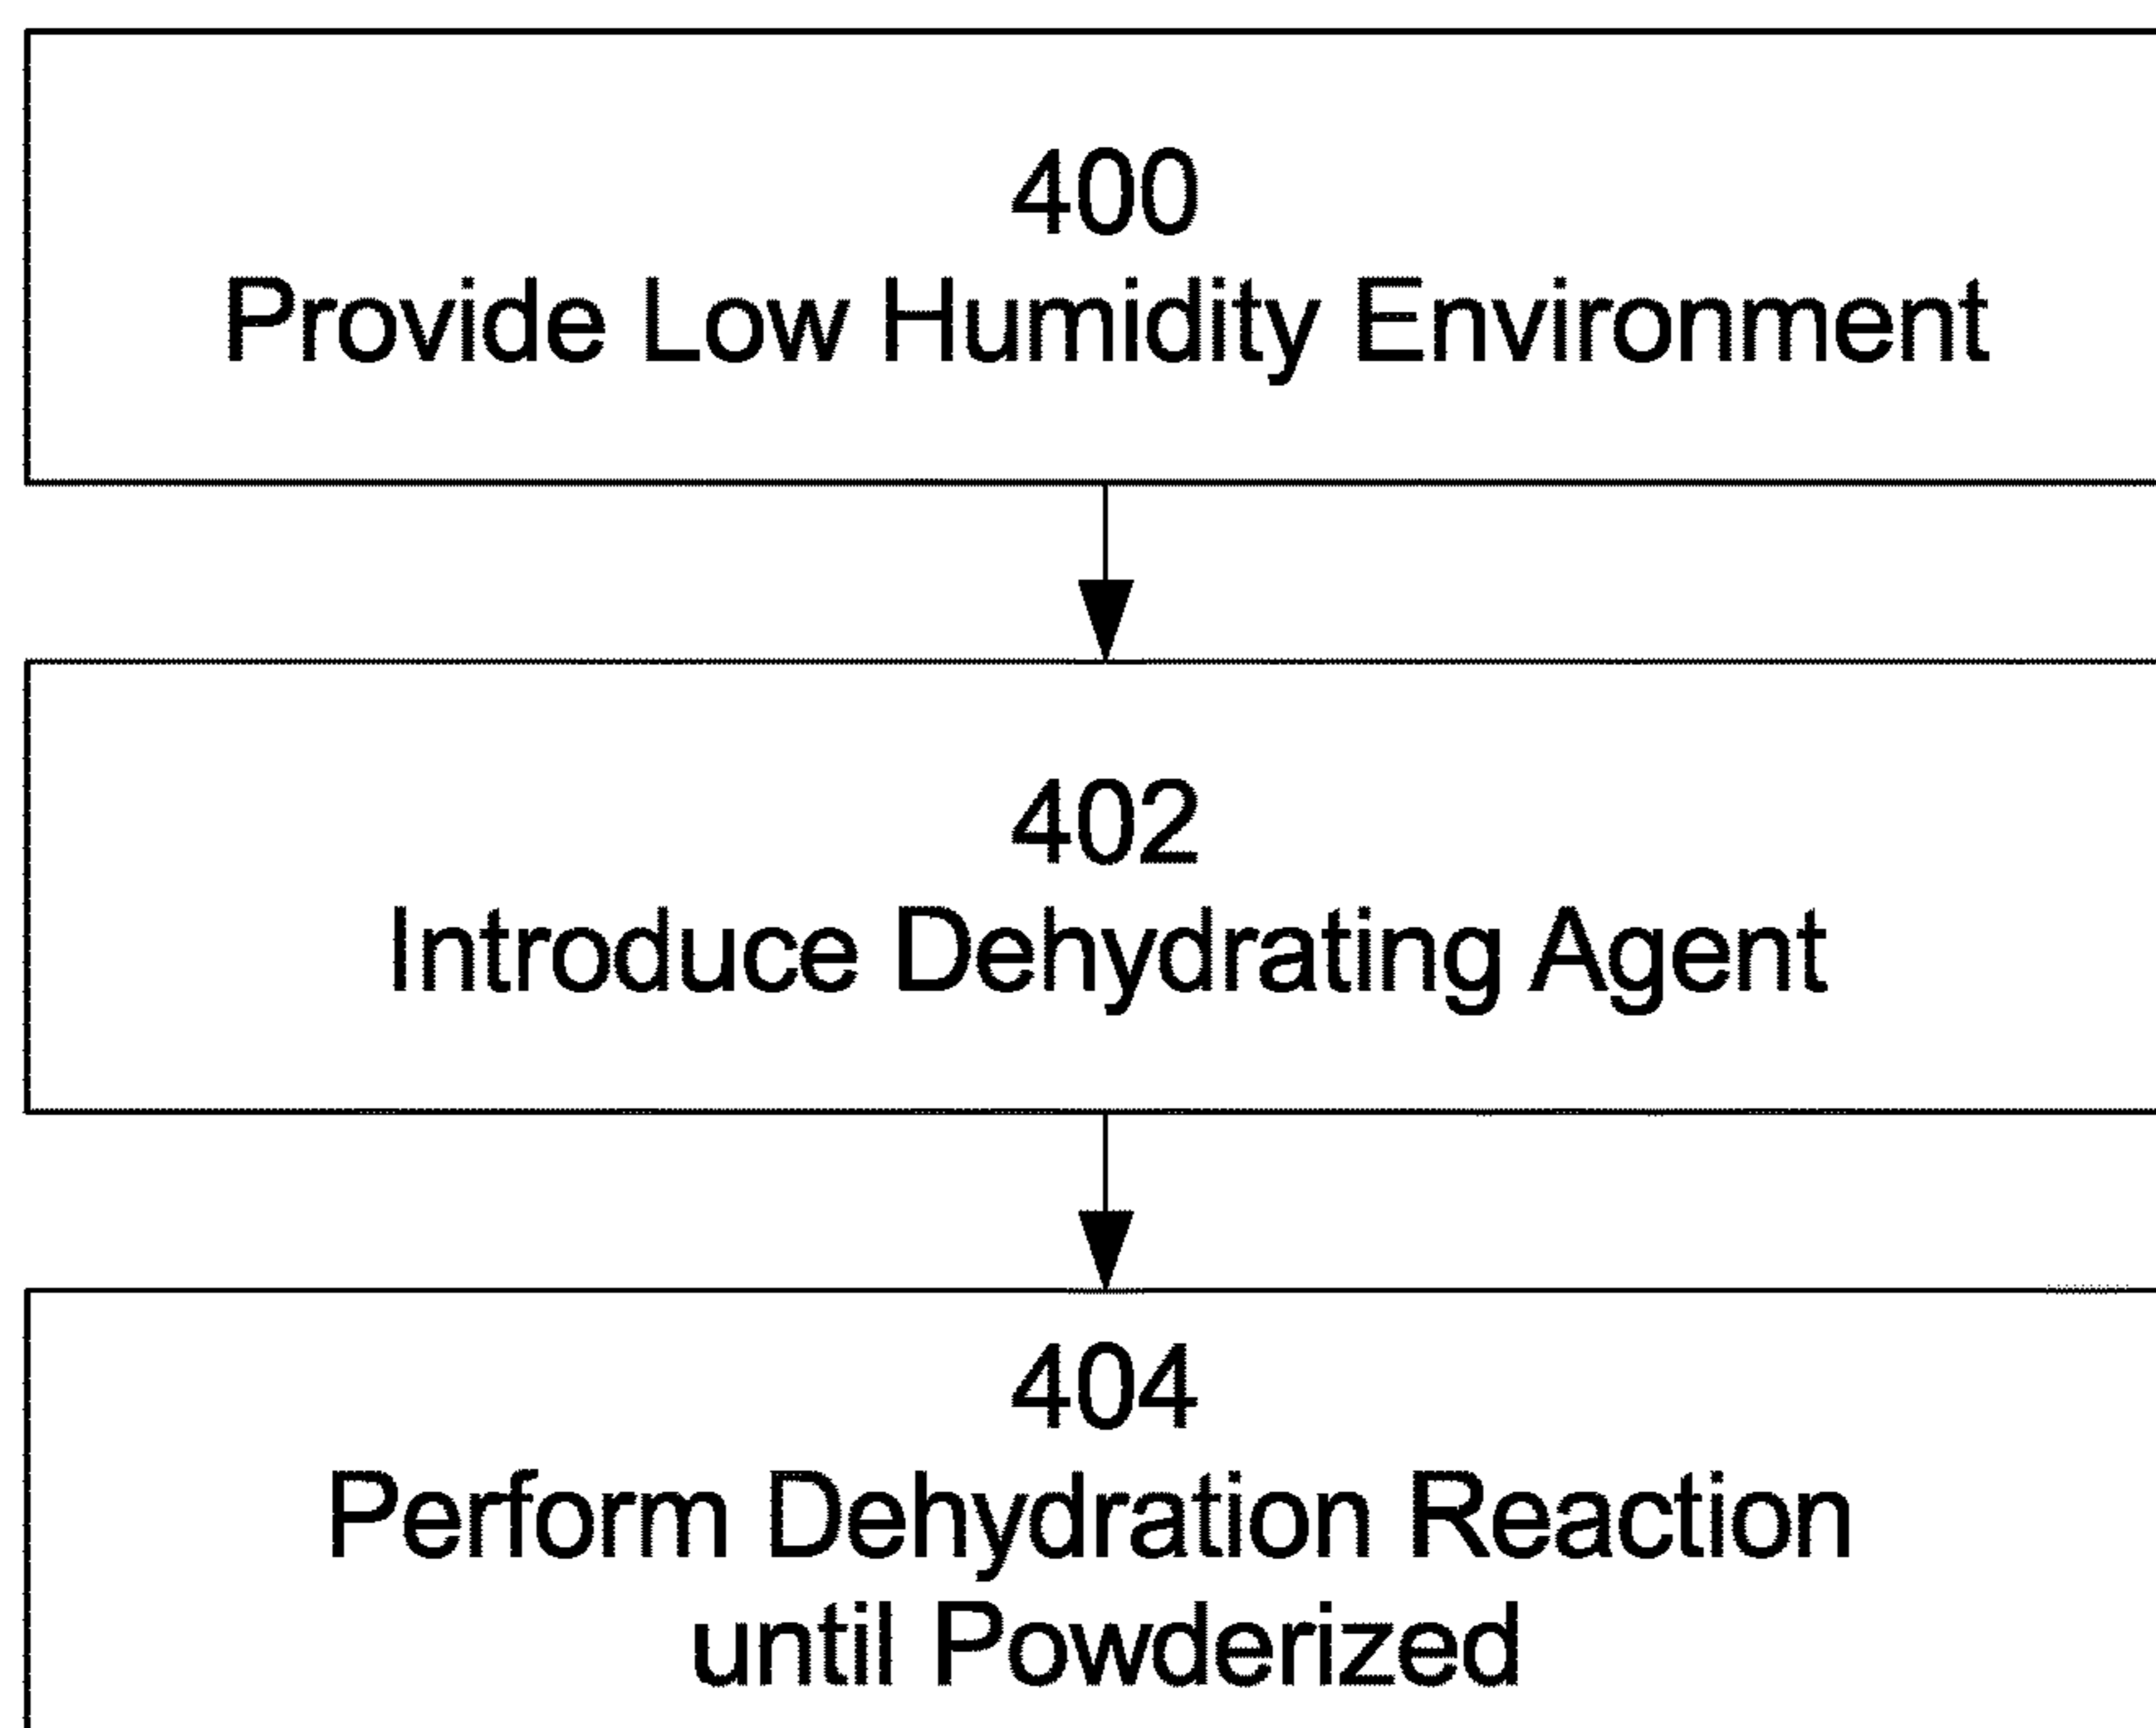 400
Provide Low Humidity Environment
402
Introduce Dehydrating Agent
404
Perform Dehydration Reaction
until Powderized